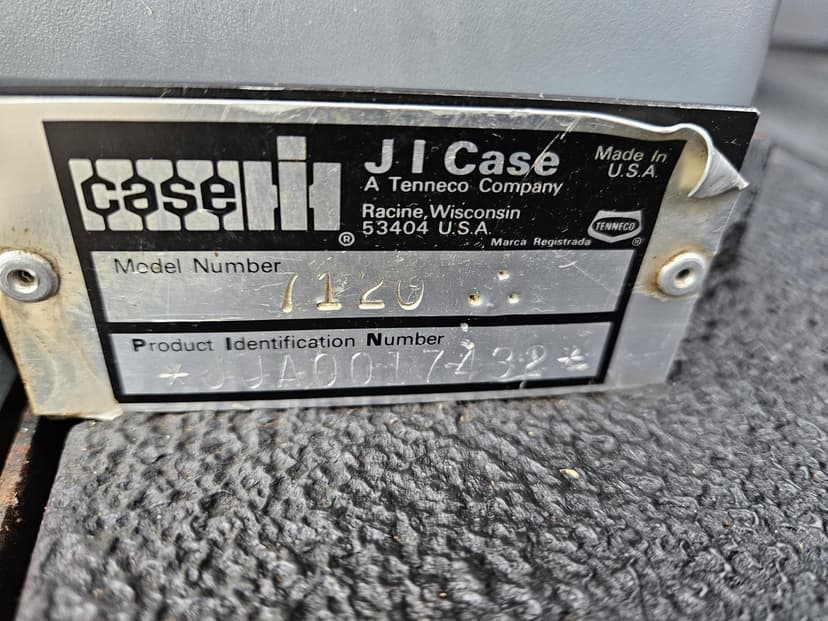 case IH
®
J I Case
A Tenneco Company
Racine, Wisconsin
53404 U.S.A.
Made In
U.S.A.
TENNECO
®
Marca Registrada
Model Number
7120
Product Identification Number
*JJA0017432*